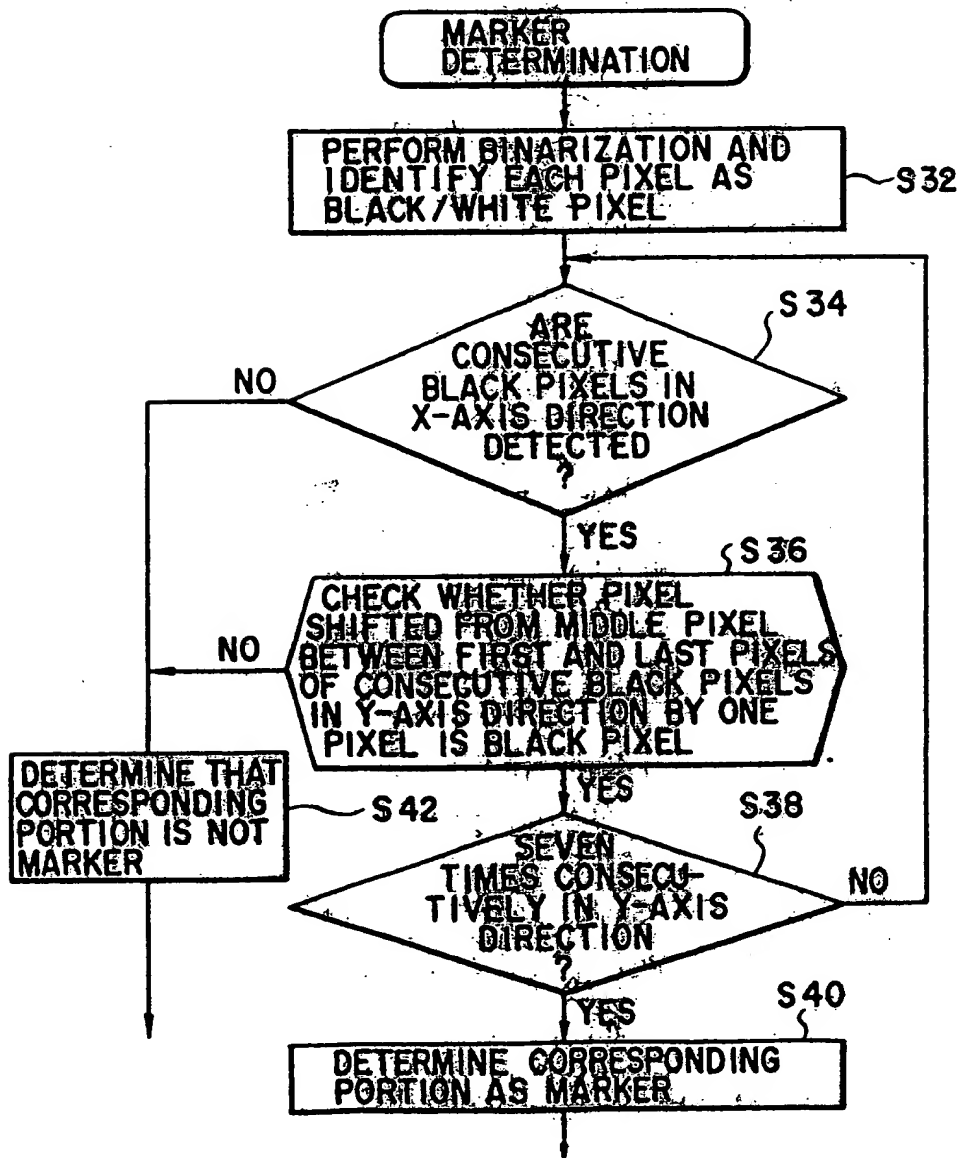 MARKER
DETERMINATION
PERFORM BINARIZATION AND
IDENTIFY EACH PIXEL AS
BLACK/WHITE PIXEL
S32
S34
ARE
CONSECUTIVE
BLACK PIXELS IN
X-AXIS DIRECTION
DETECTED
?
NO
YES
S36
CHECK WHETHER PIXEL
SHIFTED FROM MIDDLE PIXEL
BETWEEN FIRST AND LAST PIXELS
OF CONSECUTIVE BLACK PIXELS
IN Y-AXIS DIRECTION BY ONE
PIXEL IS BLACK PIXEL
NO
YES
DETERMINE THAT
CORRESPONDING
PORTION IS NOT
MARKER
S42
S38
SEVEN
TIMES CONSECU-
TIVELY IN Y-AXIS
DIRECTION
?
NO
YES
S40
DETERMINE CORRESPONDING
PORTION AS MARKER